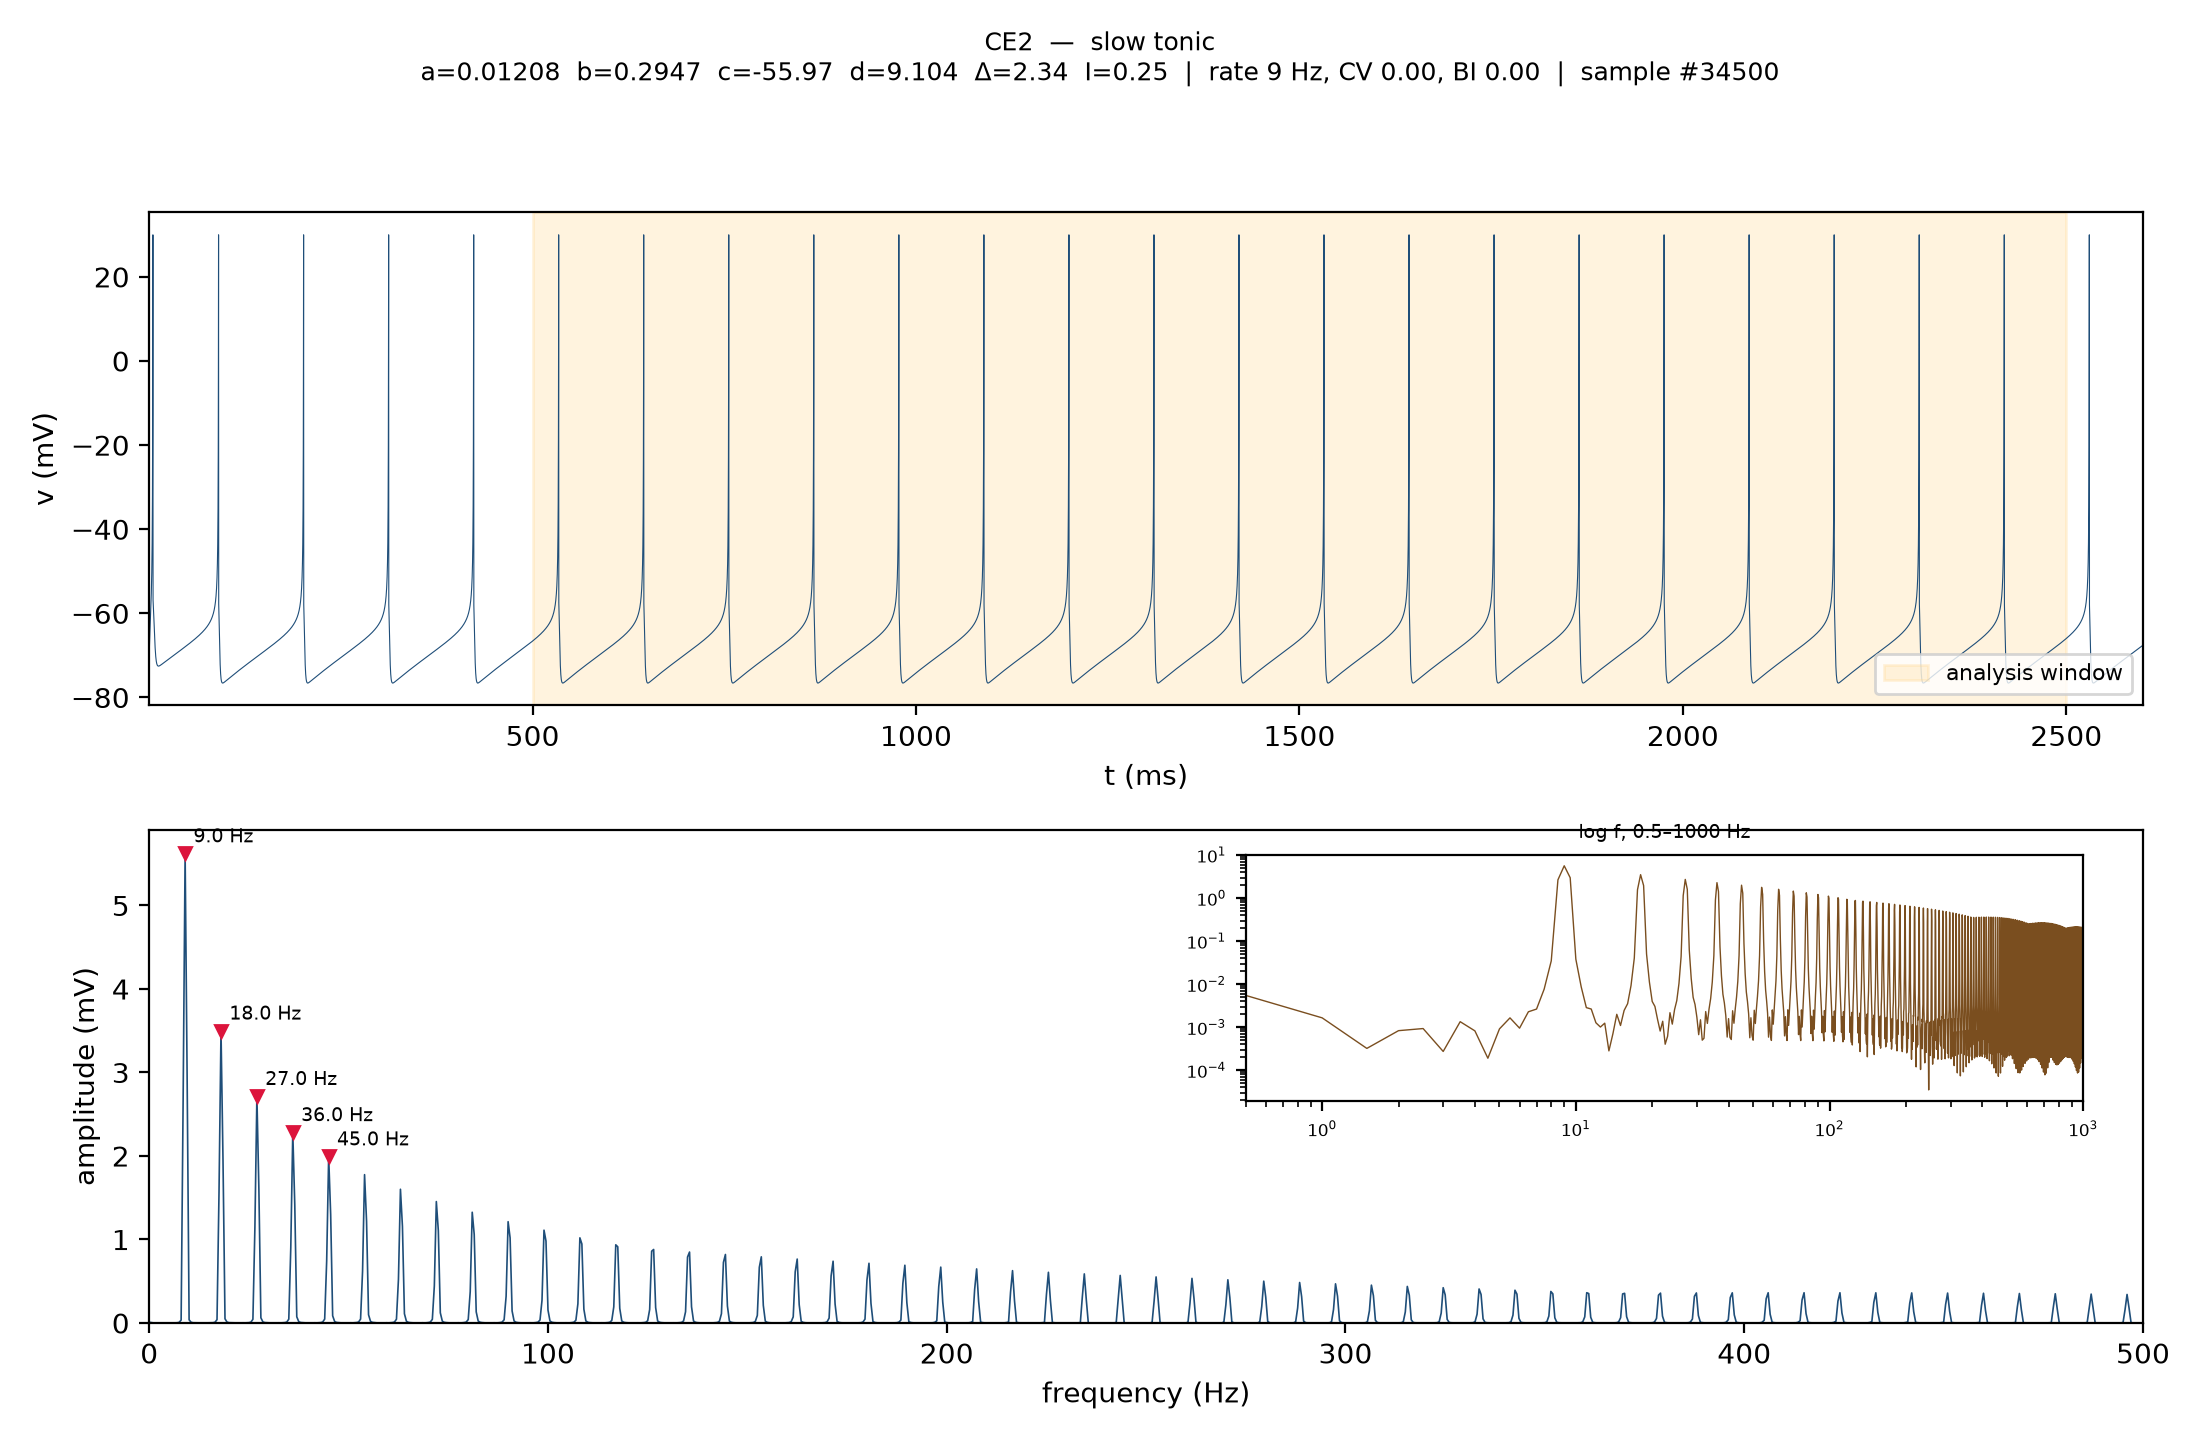 CE2 — slow tonic
a=0.01208 b=0.2947 c=-55.97 d=9.104 Δ=2.34 I=0.25 | rate 9 Hz, CV 0.00, BI 0.00 | sample #34500
v (mV)
20
0
−20
−40
−60
−80
analysis window
500
1000
1500
2000
2500
t (ms)
amplitude (mV)
5
4
3
2
1
0
9.0 Hz
18.0 Hz
27.0 Hz
36.0 Hz
45.0 Hz
log f, 0.5–1000 Hz
10¹
10⁰
10⁻¹
10⁻²
10⁻³
10⁻⁴
10⁰
10¹
10²
10³
0
100
200
300
400
500
frequency (Hz)